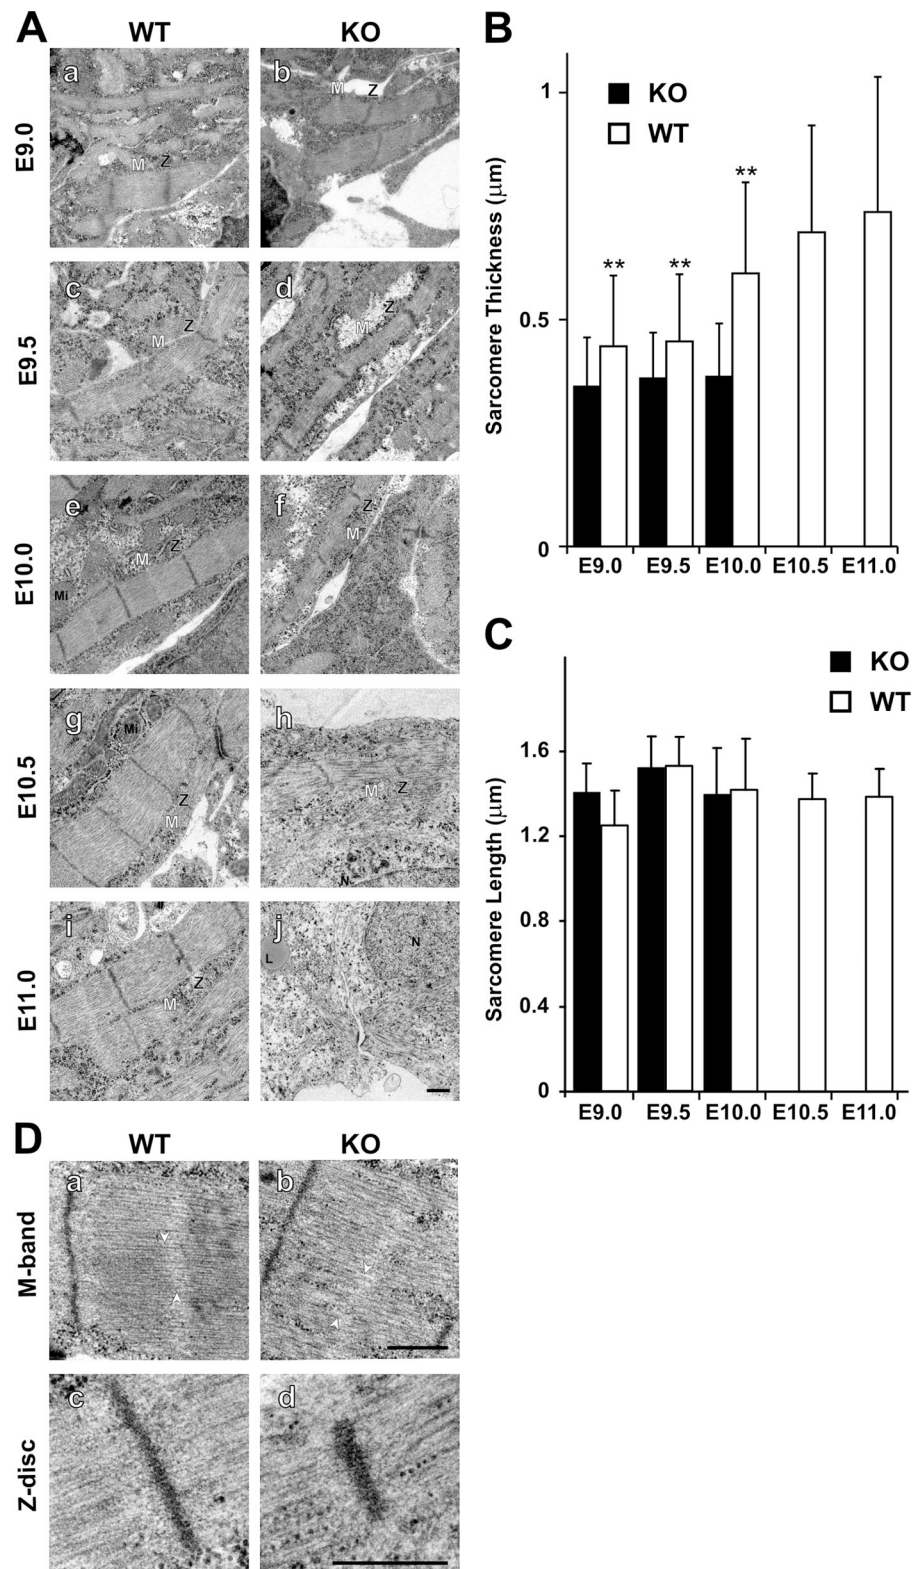 A
WT KO
E9.0
a M Z
b M Z
E9.5
c M Z
d M Z
E10.0
e M Z Mi
f Z M
E10.5
g Mi Z M
h M Z N
E11.0
i Z M
j L N
B
Sarcomere Thickness (μm)
1
KO
WT
**
** **
0.5
0
E9.0 E9.5 E10.0 E10.5 E11.0
C
Sarcomere Length (μm)
KO
WT
1.6
1.2
0.8
0.4
0
E9.0 E9.5 E10.0 E10.5 E11.0
D
WT KO
M-band
a b
Z-disc
c d